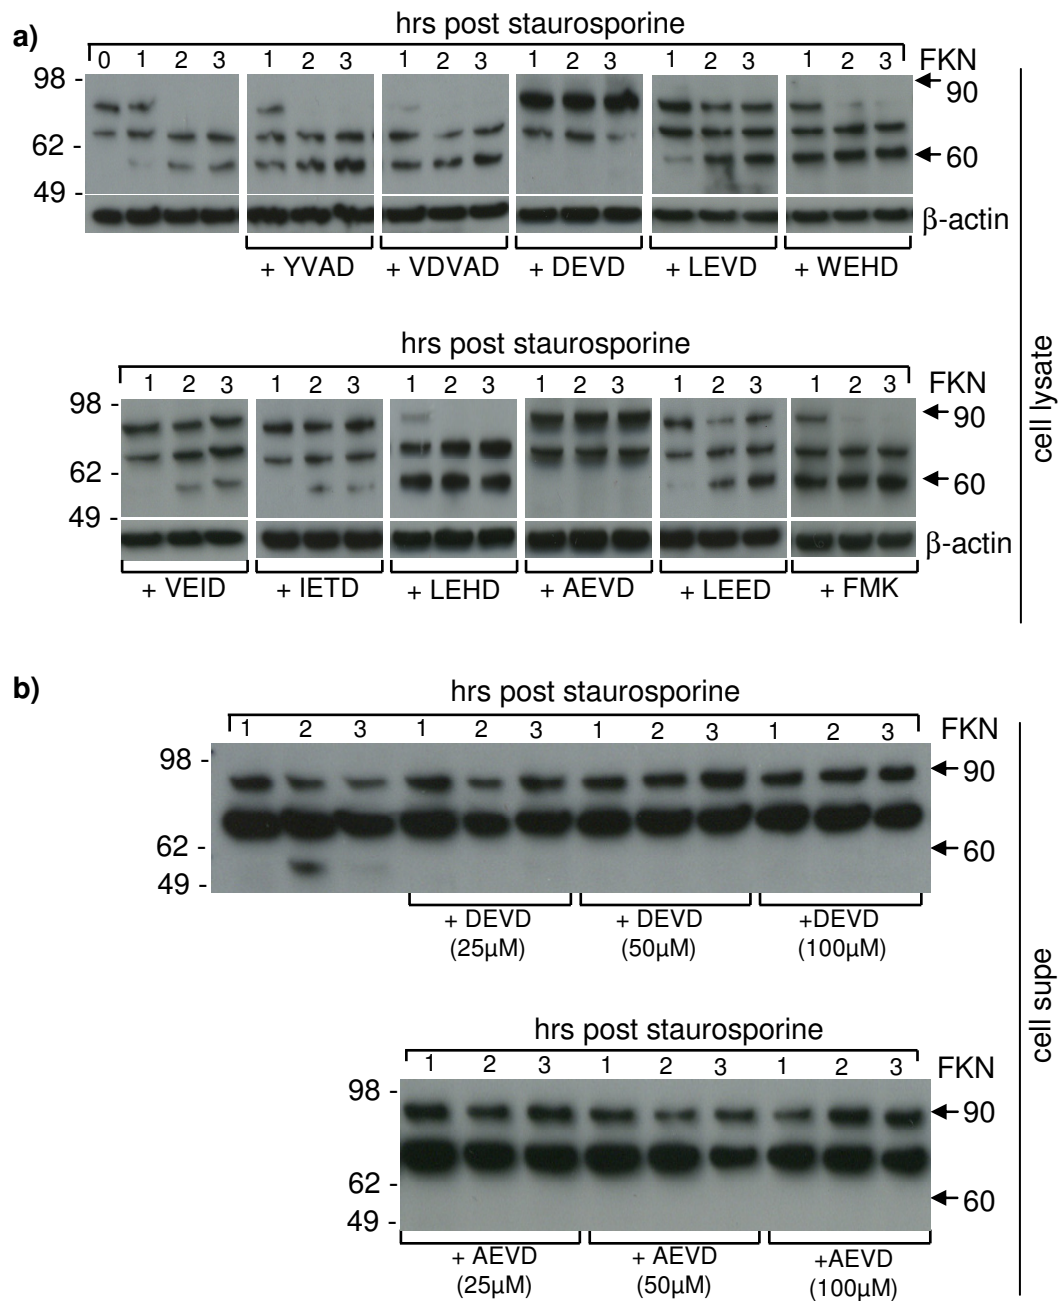 a)
hrs post staurosporine
0 1 2 3 1 2 3 1 2 3 1 2 3 1 2 3 1 2 3 FKN
98 -
90
62 -
60
49 -
β-actin
+ YVAD + VDVAD + DEVD + LEVD + WEHD
cell lysate
hrs post staurosporine
1 2 3 1 2 3 1 2 3 1 2 3 1 2 3 1 2 3 FKN
98 -
90
62 -
60
49 -
β-actin
+ VEID + IETD + LEHD + AEVD + LEED + FMK
b)
hrs post staurosporine
1 2 3 1 2 3 1 2 3 1 2 3 FKN
98 -
90
62 -
60
49 -
+ DEVD + DEVD +DEVD
(25µM) (50µM) (100µM)
cell supe
hrs post staurosporine
1 2 3 1 2 3 1 2 3 FKN
98 -
90
62 -
60
49 -
+ AEVD + AEVD +AEVD
(25µM) (50µM) (100µM)